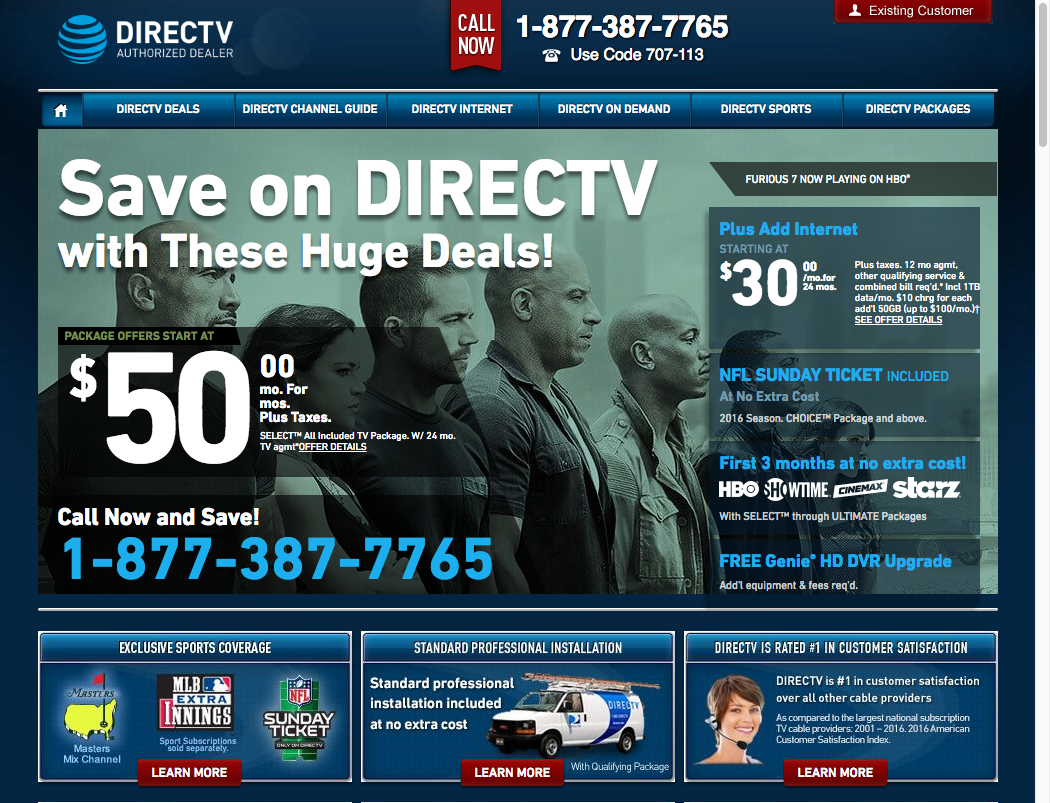 DIRECTV
AUTHORIZED DEALER
CALL
NOW
1-877-387-7765
Use Code 707-113
Existing Customer
DIRECTV DEALS
DIRECTV CHANNEL GUIDE
DIRECTV INTERNET
DIRECTV ON DEMAND
DIRECTV SPORTS
DIRECTV PACKAGES
Save on DIRECTV
with These Huge Deals!
PACKAGE OFFERS START AT
$50 00
mo. For
mos.
Plus Taxes.
SELECT™ All Included TV Package. W/ 24 mo.
TV agmt*OFFER DETAILS
Call Now and Save!
1-877-387-7765
FURIOUS 7 NOW PLAYING ON HBO*
Plus Add Internet
STARTING AT
$30 00
/mo.for
24 mos.
Plus taxes. 12 mo agmt,
other qualifying service &
combined bill req'd.* Incl 1TB
data/mo. $10 chrg for each
add'l 50GB (up to $100/mo.)†
SEE OFFER DETAILS
NFL SUNDAY TICKET INCLUDED
At No Extra Cost
2016 Season. CHOICE™ Package and above.
First 3 months at no extra cost!
HBO SHOWTIME CINEMAX starz
With SELECT™ through ULTIMATE Packages
FREE Genie® HD DVR Upgrade
Add'l equipment & fees req'd.
EXCLUSIVE SPORTS COVERAGE
MASTERS
Masters
Mix Channel
MLB
EXTRA
INNINGS
Sport Subscriptions
sold separately.
NFL
SUNDAY
TICKET
ONLY ON DIRECTV
LEARN MORE
STANDARD PROFESSIONAL INSTALLATION
Standard professional
installation included
at no extra cost
DIRECTV
With Qualifying Package
LEARN MORE
DIRECTV IS RATED #1 IN CUSTOMER SATISFACTION
DIRECTV is #1 in customer satisfaction
over all other cable providers
As compared to the largest national subscription
TV cable providers: 2001 – 2016. 2016 American
Customer Satisfaction Index.
LEARN MORE